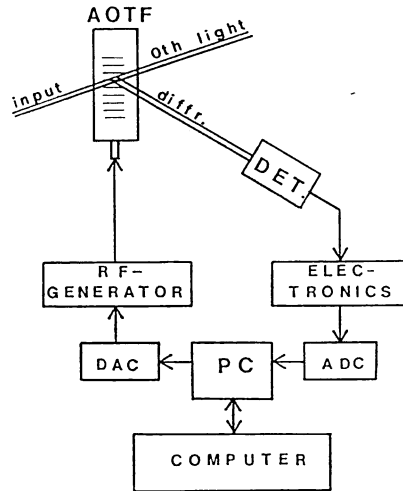 AOTF
0th light
input
diffr.
DET.
RF-
GENERATOR
ELEC-
TRONICS
DAC
PC
ADC
COMPUTER